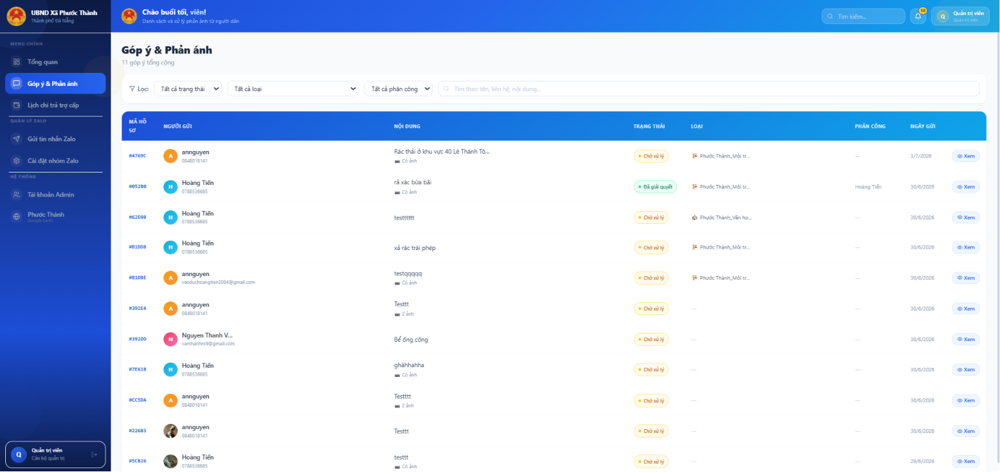 UBND Xã Phước Thành
Thành phố Đà Nẵng
MENU CHÍNH
Tổng quan
Góp ý & Phản ánh
Lịch chi trả trợ cấp
QUẢN LÝ ZALO
Gửi tin nhắn Zalo
Cài đặt nhóm Zalo
HỆ THỐNG
Tài khoản Admin
Phước Thành
Google Earth
Q
Quản trị viên
Cán bộ quản trị
Chào buổi tối, viên!
Danh sách và xử lý phản ánh từ người dân
Tìm kiếm...
10
Q
Quản trị viên
Quản trị viên
Góp ý & Phản ánh
11 góp ý tổng cộng
Lọc: Tất cả trạng thái Tất cả loại Tất cả phân công Tìm theo tên, liên hệ, nội dung...
MÃ HỒ SƠ NGƯỜI GỬI NỘI DUNG TRẠNG THÁI LOẠI PHÂN CÔNG NGÀY GỬI
#4769C A annguyen Rác thải ở khu vực 40 Lê Thánh Tô... Chờ xử lý Phước Thành_Môi tr... — 3/7/2026 Xem
0848018141 Có ảnh
#052B0 H Hoàng Tiến rả xác bừa bãi Đã giải quyết Phước Thành_Môi tr... Hoàng Tiến 30/6/2026 Xem
0788536685 Có ảnh
#62E08 H Hoàng Tiến testttttt Chờ xử lý Phước Thành_Văn ho... — 30/6/2026 Xem
0788536685
#B1DD8 H Hoàng Tiến xả rác trái phép Chờ xử lý Phước Thành_Môi tr... — 30/6/2026 Xem
0788536685
#B1DBE A annguyen testqqqqq Chờ xử lý Phước Thành_Môi tr... — 30/6/2026 Xem
vanduchoangtien2004@gmail.com Có ảnh
#392E4 A annguyen Testtt Chờ xử lý — — 30/6/2026 Xem
0848018141 2 ảnh
#392DD N Nguyen Thanh V... Bể ống cống Chờ xử lý — — 30/6/2026 Xem
vanthanhnt9@gmail.com
#7E61B H Hoàng Tiến ghâhhahha Chờ xử lý — — 30/6/2026 Xem
0788536685 Có ảnh
#CC5DA A annguyen Testttt Chờ xử lý — — 30/6/2026 Xem
0848018141 2 ảnh
#226B3 annguyen Testtt Chờ xử lý — — 30/6/2026 Xem
0848018141
#5CB26 Hoàng Tiến testtt Chờ xử lý — — 29/6/2026 Xem
0788536685 Có ảnh